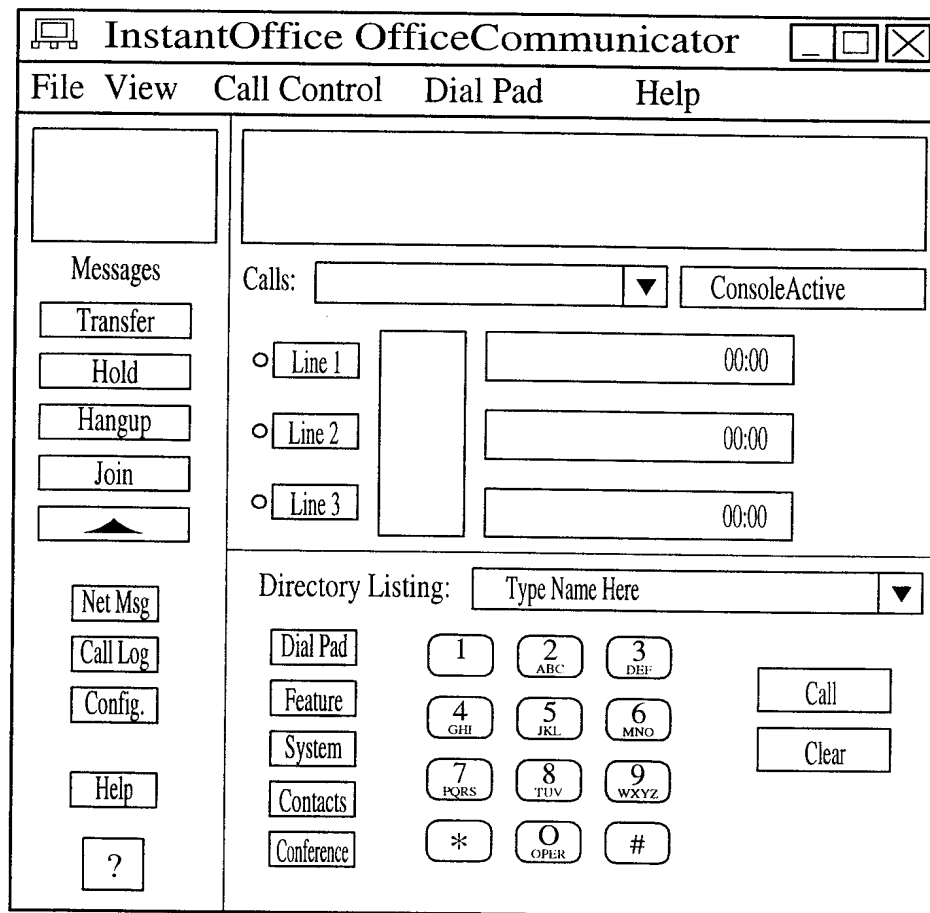 InstantOffice OfficeCommunicator
File View Call Control Dial Pad Help
Messages
Transfer
Hold
Hangup
Join
Net Msg
Call Log
Config.
Help
?
Calls:
ConsoleActive
Line 1 00:00
Line 2 00:00
Line 3 00:00
Directory Listing: Type Name Here
Dial Pad
Feature
System
Contacts
Conference
1 2 ABC 3 DEF
4 GHI 5 JKL 6 MNO
7 PQRS 8 TUV 9 WXYZ
* O OPER #
Call
Clear